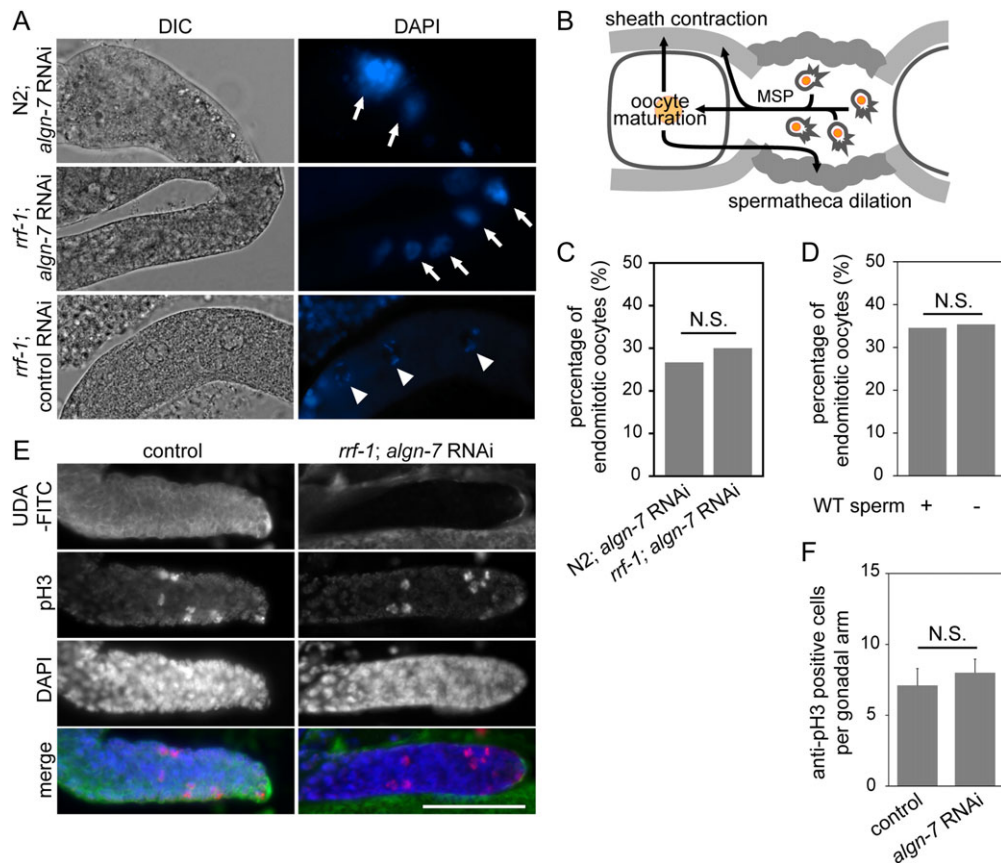 A
DIC
DAPI
N2;
algn-7 RNAi
rrf-1;
algn-7 RNAi
rrf-1;
control RNAi
B
sheath contraction
MSP
oocyte
maturation
spermatheca dilation
C
percentage of
endomitotic oocytes (%)
50
40
30
20
10
0
N.S.
N2; algn-7 RNAi
rrf-1; algn-7 RNAi
D
percentage of
endomitotic oocytes (%)
50
40
30
20
10
0
N.S.
WT sperm + -
E
control
rrf-1; algn-7 RNAi
UDA
-FITC
pH3
DAPI
merge
F
anti-pH3 positive cells
per gonadal arm
15
10
5
0
N.S.
control
algn-7 RNAi